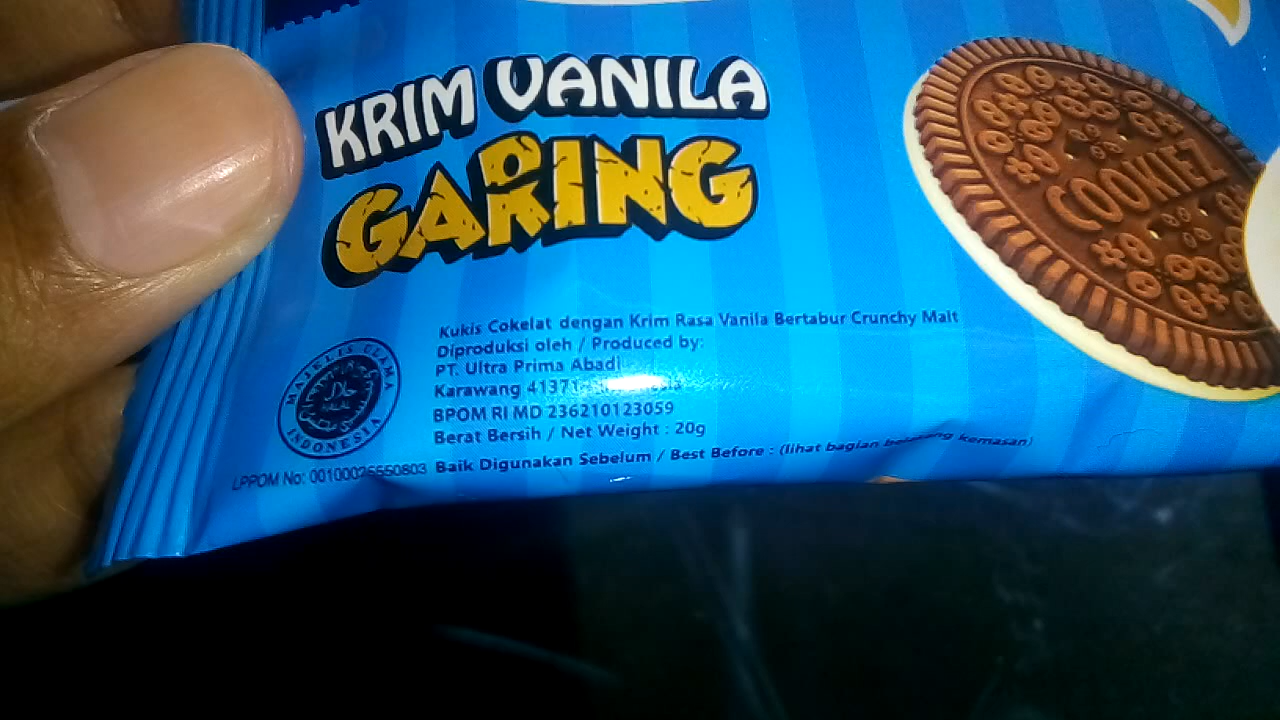 KRIM VANILA
GARING
COOKIEZ
Kukis Cokelat dengan Krim Rasa Vanila Bertabur Crunchy Malt
Diproduksi oleh / Produced by:
PT. Ultra Prima Abadi
Karawang 41371
BPOM RI MD 236210123059
Berat Bersih / Net Weight : 20g
Baik Digunakan Sebelum / Best Before : (lihat bagian belakang kemasan)
MAJELIS ULAMA
INDONESIA
LPPOM No: